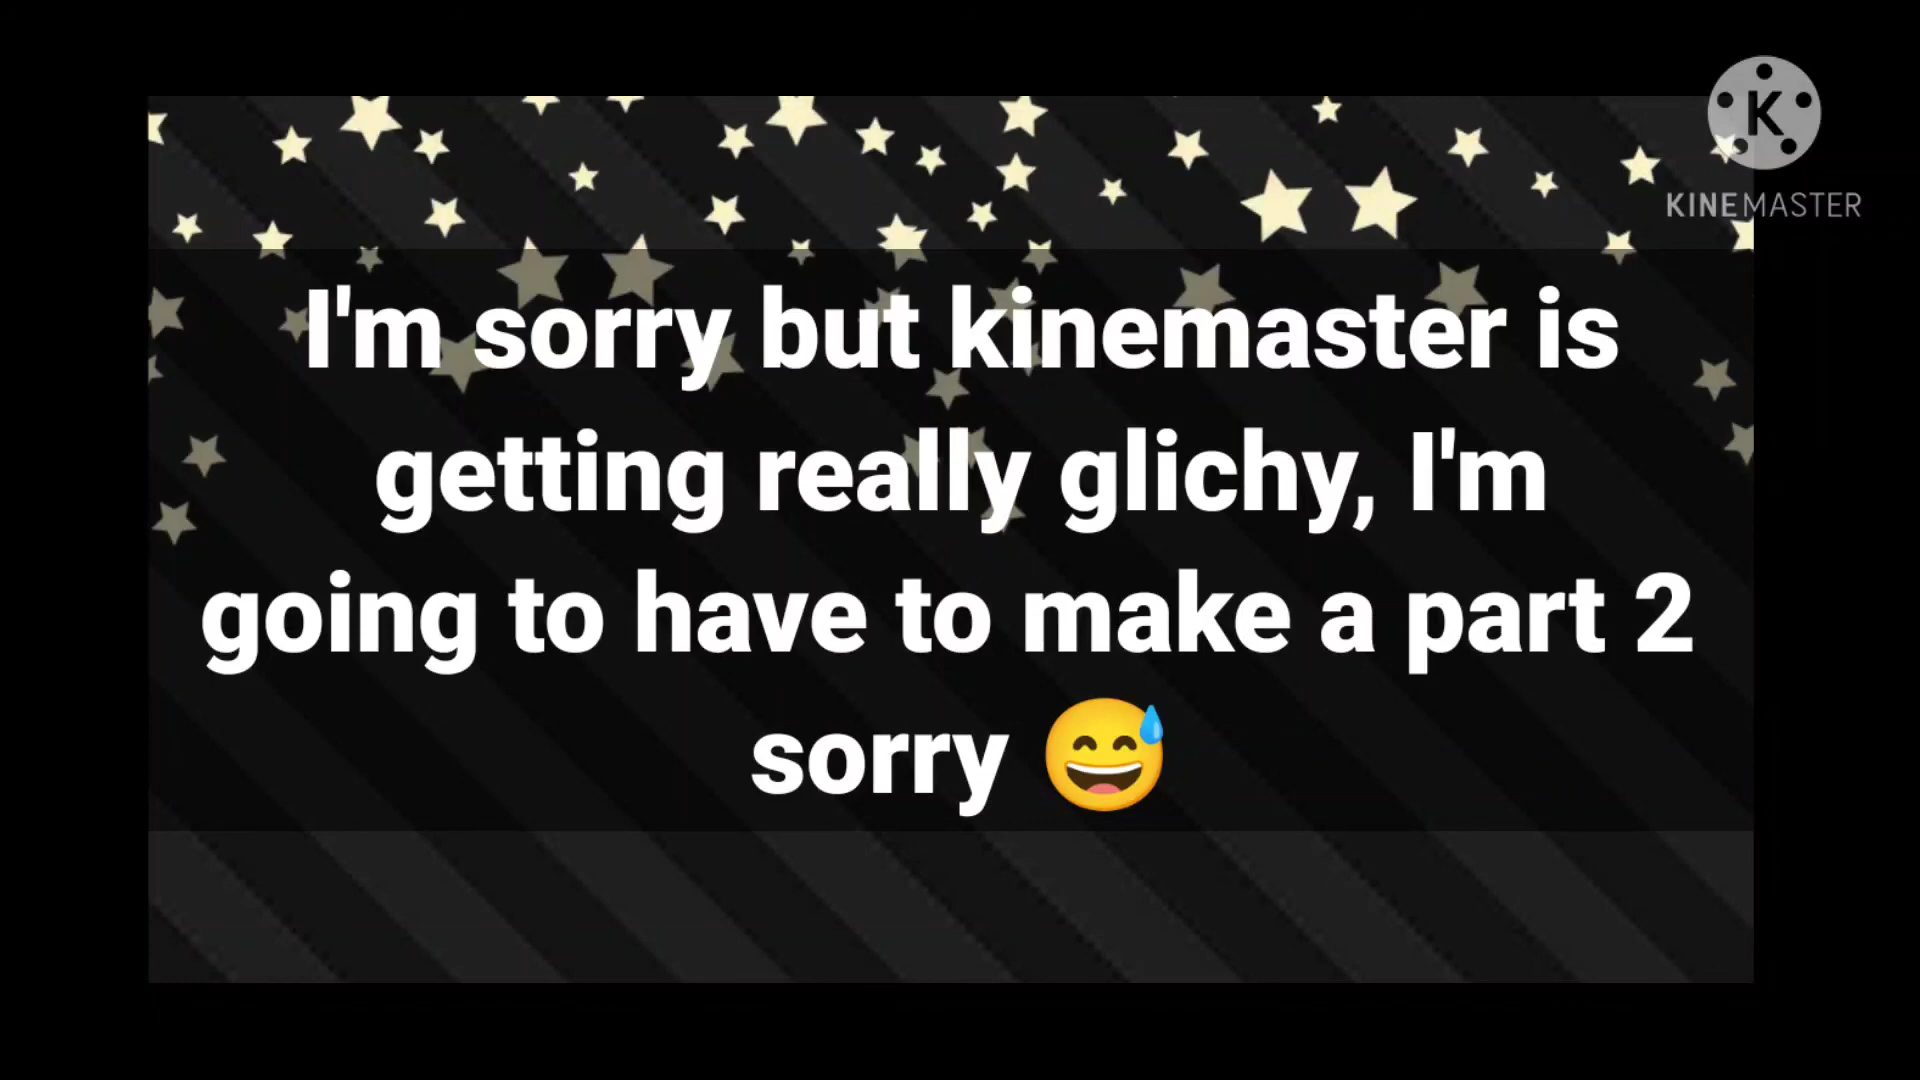 K
KINEMASTER
I'm sorry but kinemaster is
getting really glichy, I'm
going to have to make a part 2
sorry 😅